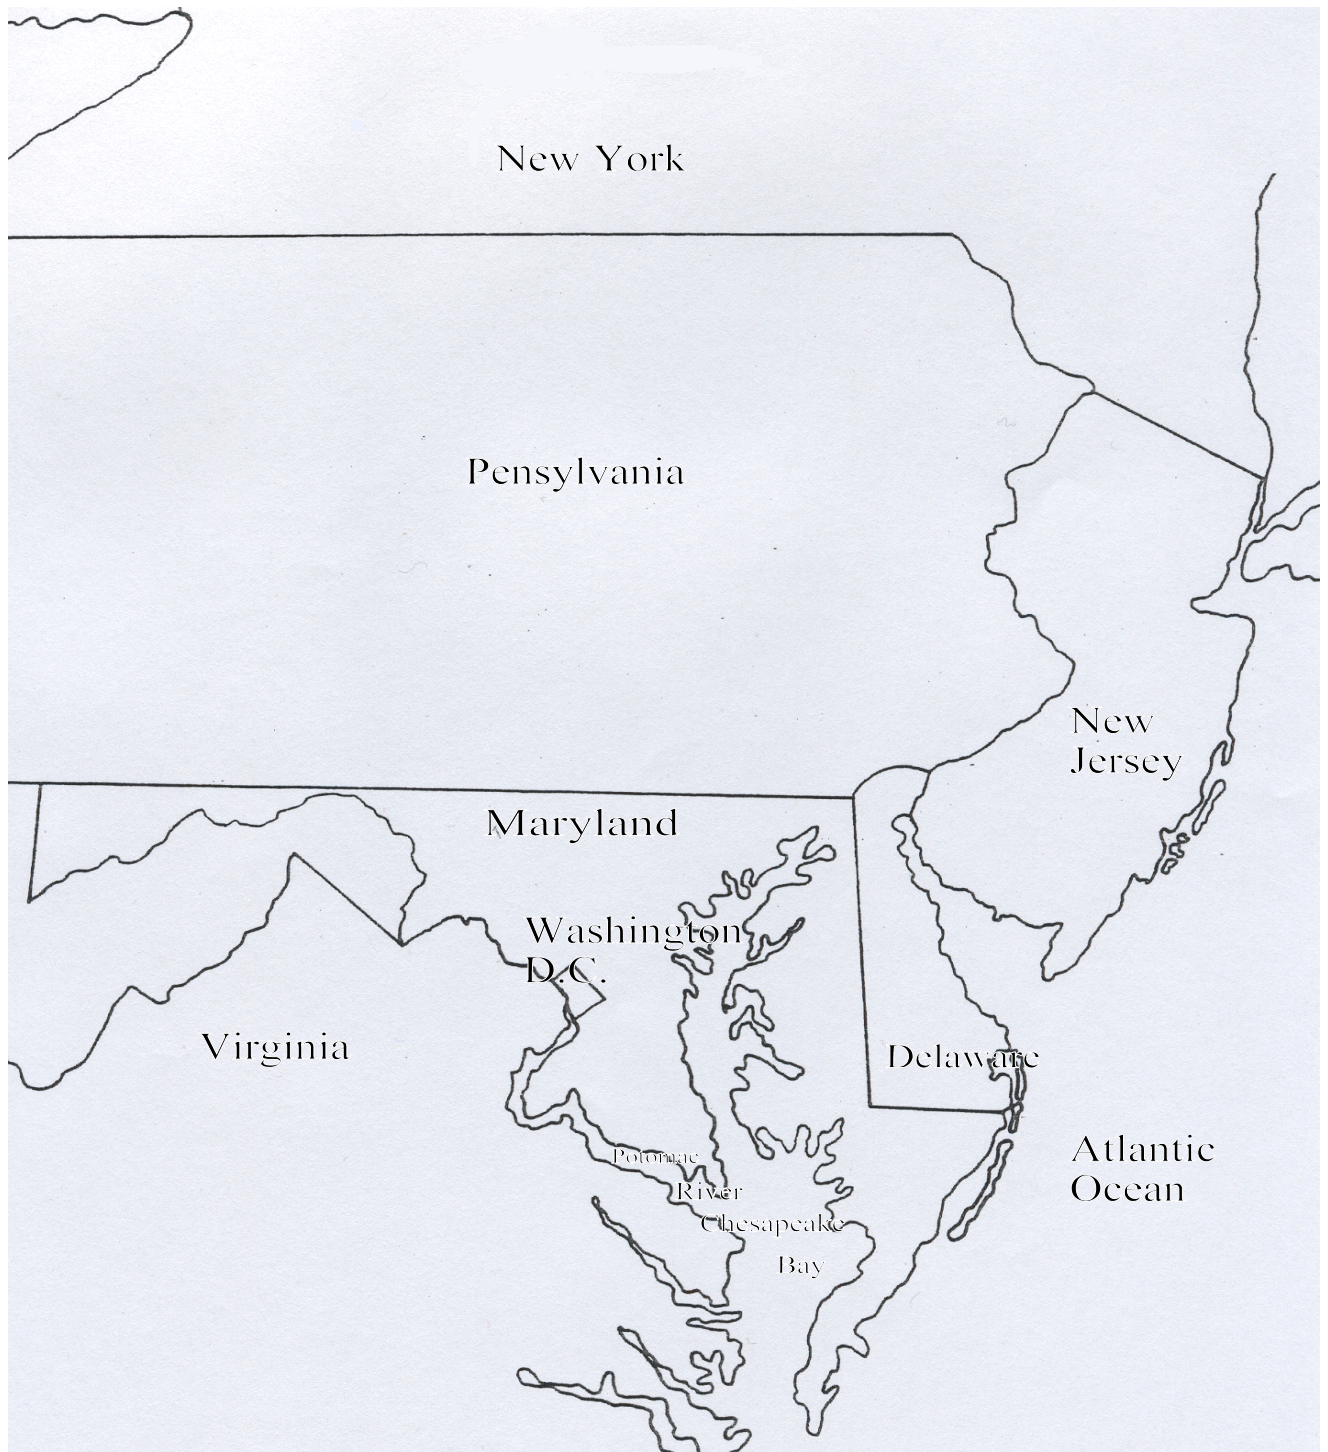 New York
Pensylvania
New
Jersey
Maryland
Washington
D.C.
Virginia
Delaware
Atlantic
Ocean
Potomac
River
Chesapeake
Bay